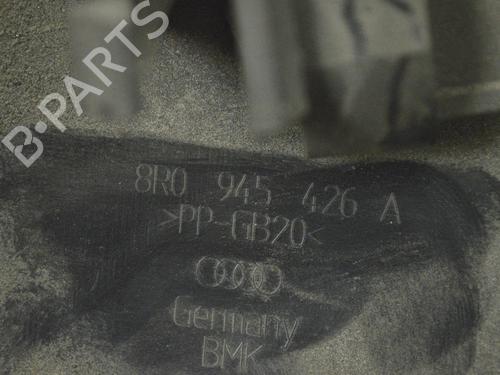 B-PARTS
8R0 945 426 A
>PP-GB20<
Germany
BMK